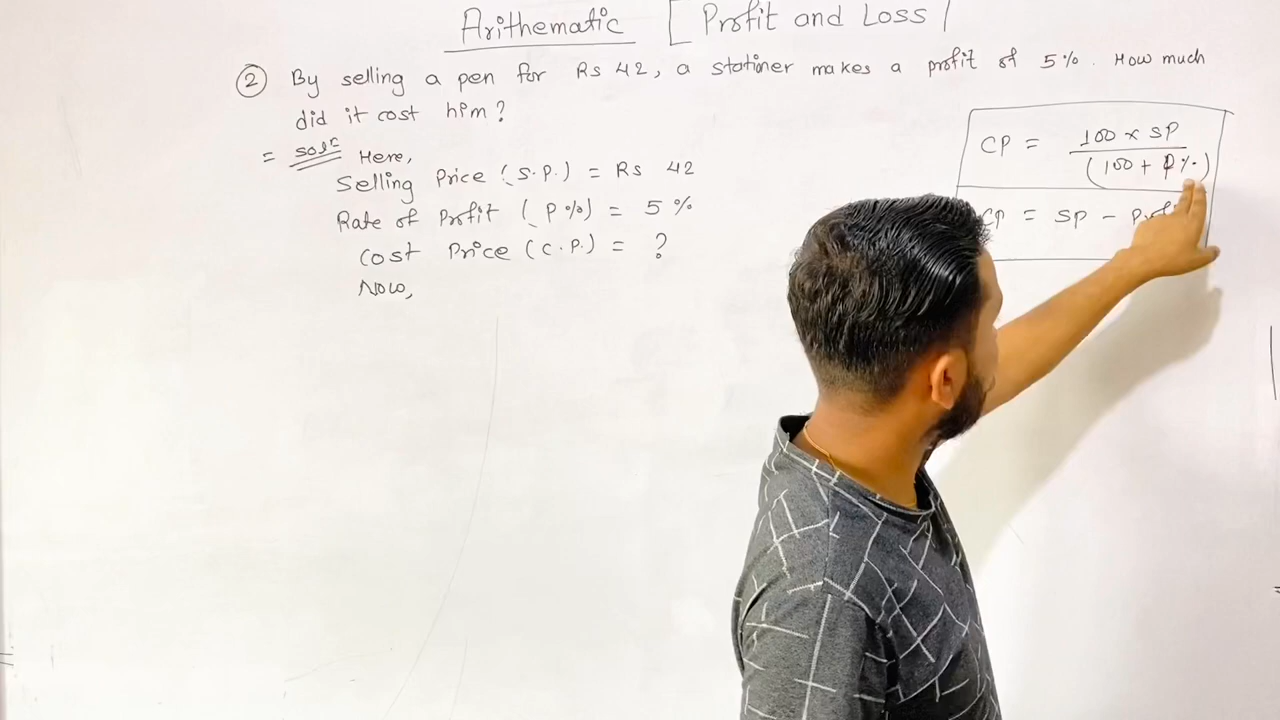 Arithematic [Profit and Loss]
② By selling a pen for Rs 42, a stationer makes a profit of 5%. How much
did it cost him?
= Solⁿ Here,
Selling Price (S.P.) = Rs 42
Rate of Profit (P%) = 5%
Cost Price (C.P.) = ?
Now,
CP = 100 × SP
(100 + P%)
CP = SP -